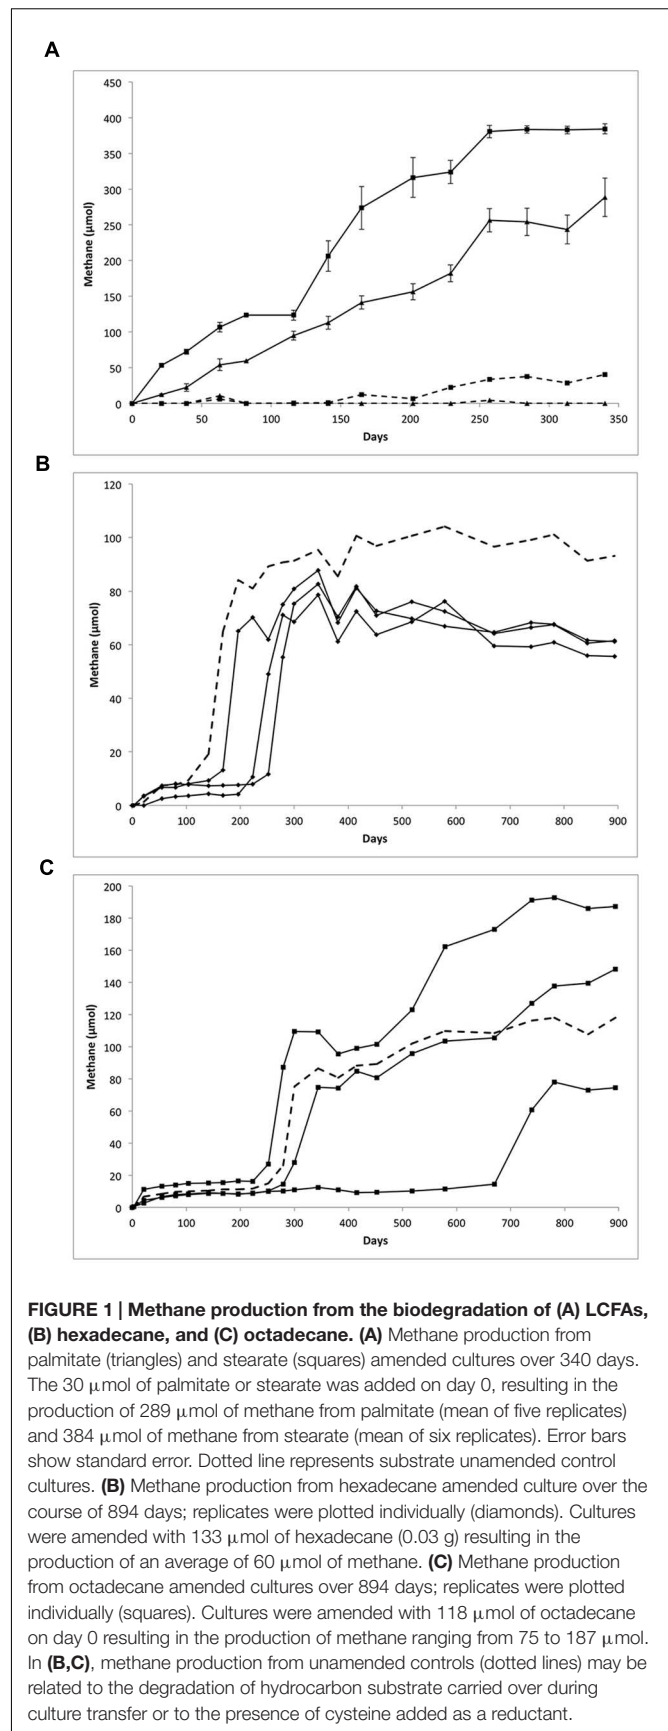 A
450
400
350
300
250
200
150
100
50
0
Methane (µmol)
0 50 100 150 200 250 300 350
Days
B
120
100
80
60
40
20
0
Methane (µmol)
0 100 200 300 400 500 600 700 800 900
Days
C
200
180
160
140
120
100
80
60
40
20
0
Methane (µmol)
0 100 200 300 400 500 600 700 800 900
Days
FIGURE 1 | Methane production from the biodegradation of (A) LCFAs,
(B) hexadecane, and (C) octadecane. (A) Methane production from
palmitate (triangles) and stearate (squares) amended cultures over 340 days.
The 30 µmol of palmitate or stearate was added on day 0, resulting in the
production of 289 µmol of methane from palmitate (mean of five replicates)
and 384 µmol of methane from stearate (mean of six replicates). Error bars
show standard error. Dotted line represents substrate unamended control
cultures. (B) Methane production from hexadecane amended culture over the
course of 894 days; replicates were plotted individually (diamonds). Cultures
were amended with 133 µmol of hexadecane (0.03 g) resulting in the
production of an average of 60 µmol of methane. (C) Methane production
from octadecane amended cultures over 894 days; replicates were plotted
individually (squares). Cultures were amended with 118 µmol of octadecane
on day 0 resulting in the production of methane ranging from 75 to 187 µmol.
In (B,C), methane production from unamended controls (dotted lines) may be
related to the degradation of hydrocarbon substrate carried over during
culture transfer or to the presence of cysteine added as a reductant.